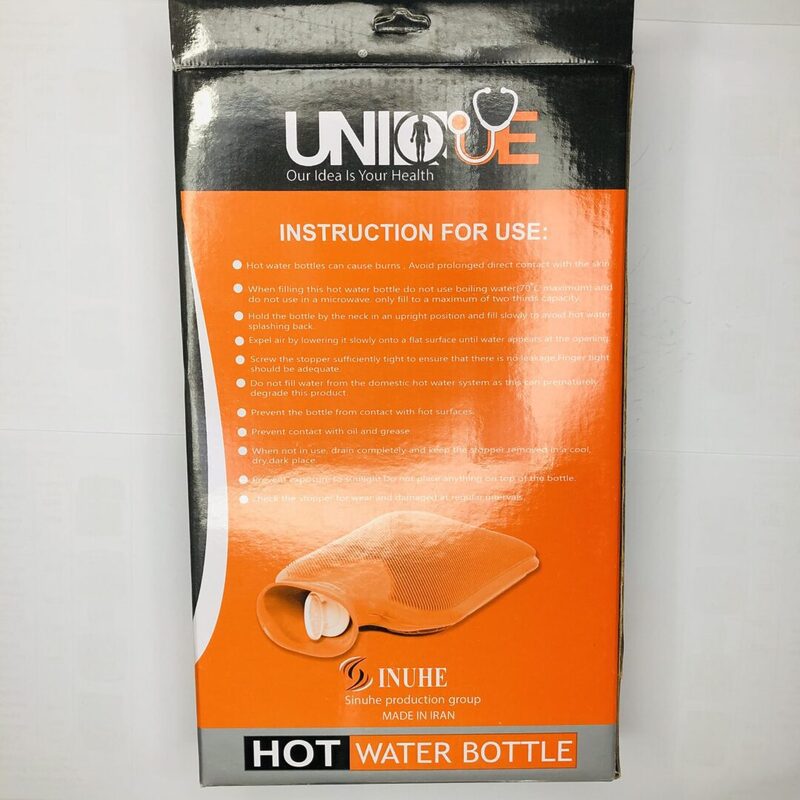 UNIQUE
Our Idea Is Your Health
INSTRUCTION FOR USE:
Hot water bottles can cause burns . Avoid prolonged direct contact with the skin
When filling this hot water bottle do not use boiling water(70°C maximum) and
do not use in a microwave. only fill to a maximum of two thirds capacity.
Hold the bottle by the neck in an upright position and fill slowly to avoid hot water
splashing back.
Expel air by lowering it slowly onto a flat surface until water appears at the opening.
Screw the stopper sufficiently tight to ensure that there is no leakage.Finger tight
should be adequate.
Do not fill water from the domestic hot water system as this can prematurely
degrade this product.
Prevent the bottle from contact with hot surfaces.
Prevent contact with oil and grease
When not in use, drain completely and keep the stopper removed in a cool,
dry,dark place.
Prevent exposure to sunlight.Do not place anything on top of the bottle.
Check the stopper for wear and damaged at regular intervals.
SINUHE
Sinuhe production group
MADE IN IRAN
HOT WATER BOTTLE